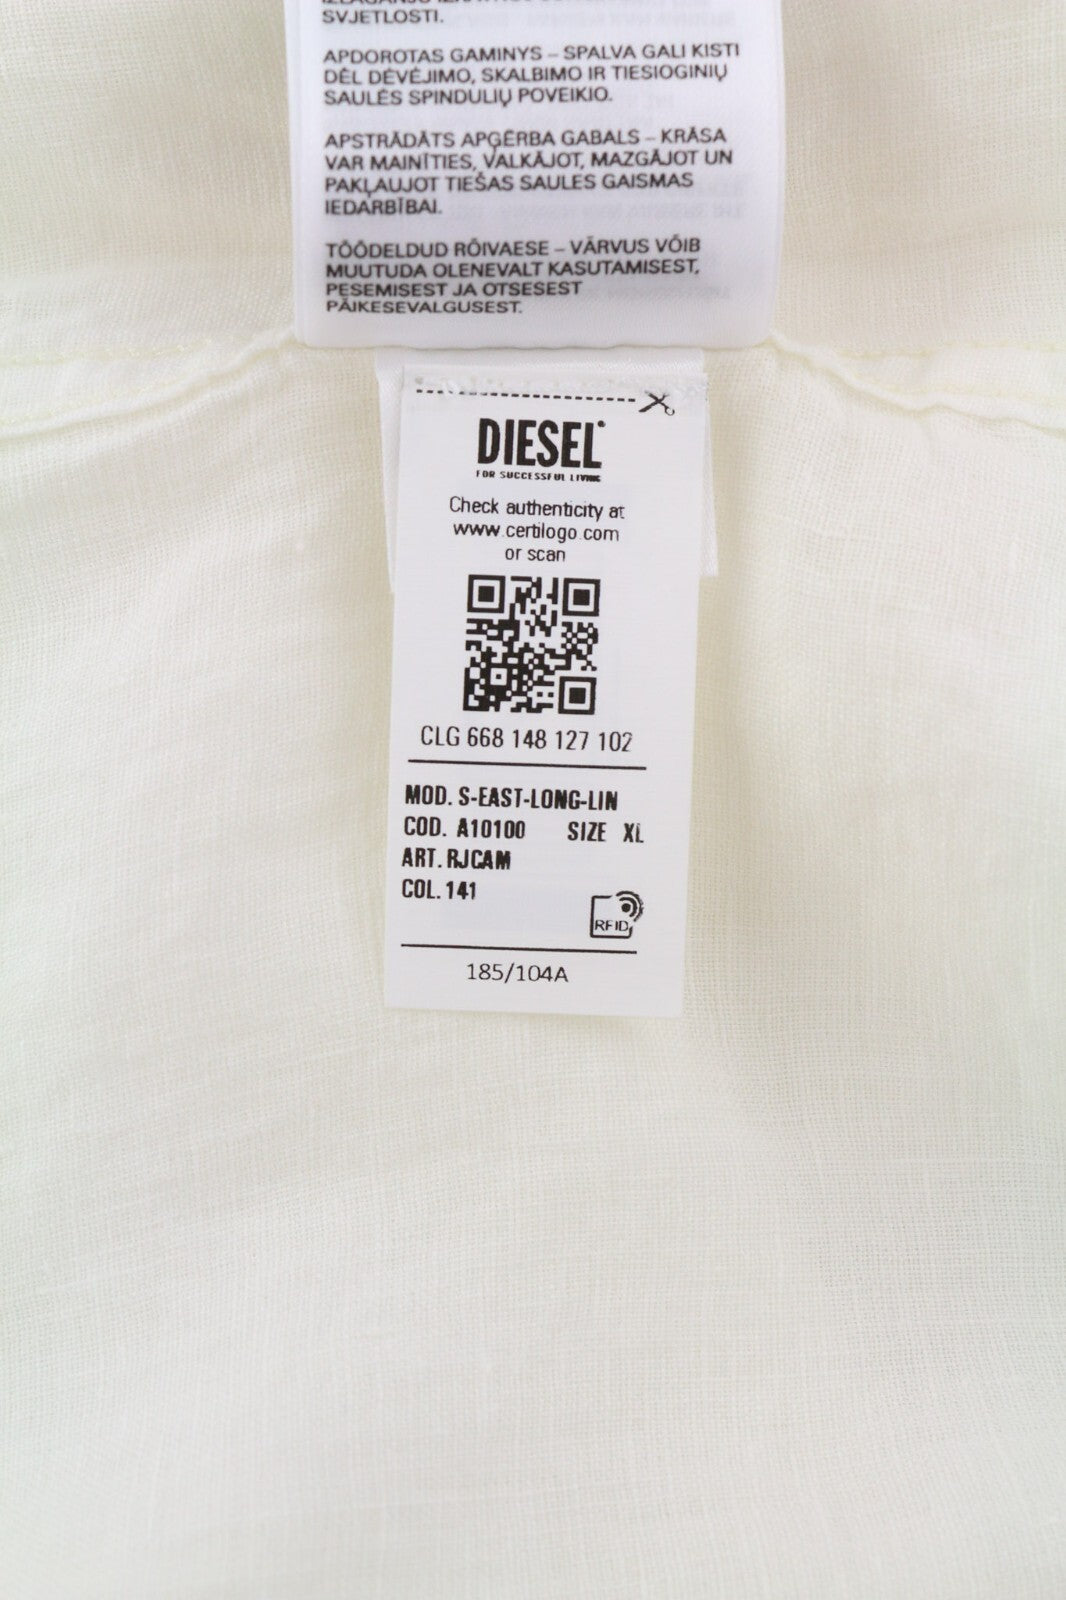 SVJETLOSTI.
APDOROTAS GAMINYS – SPALVA GALI KISTI
DĖL DĖVĖJIMO, SKALBIMO IR TIESIOGINIŲ
SAULĖS SPINDULIŲ POVEIKIO.
APSTRĀDĀTS APĢĒRBA GABALS – KRĀSA
VAR MAINĪTIES, VALKĀJOT, MAZGĀJOT UN
PAKĻAUJOT TIEŠAS SAULES GAISMAS
IEDARBĪBAI.
TÖÖDELDUD RÕIVAESE – VÄRVUS VÕIB
MUUTUDA OLENEVALT KASUTAMISEST,
PESEMISEST JA OTSESEST
PÄIKESEVALGUSEST.
DIESEL®
FOR SUCCESSFUL LIVING
Check authenticity at
www.certilogo.com
or scan
CLG 668 148 127 102
MOD. S-EAST-LONG-LIN
COD. A10100 SIZE XL
ART. RJCAM
COL. 141
RFID
185/104A